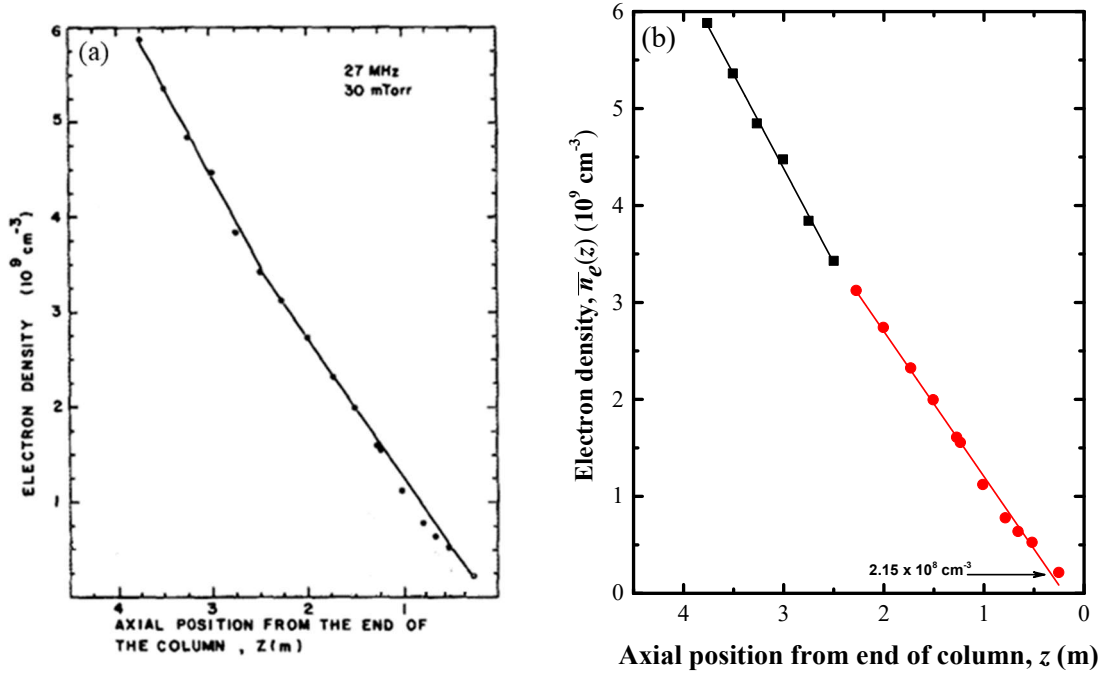 (a)
27 MHz
30 mTorr
6
5
4
3
2
1
ELECTRON DENSITY (10⁹ cm⁻³)
4 3 2 1
AXIAL POSITION FROM THE END OF
THE COLUMN , Z(m)
(b)
6
5
4
3
2
1
0
Electron density, n̅ₑ(z) (10⁹ cm⁻³)
2.15 x 10⁸ cm⁻³
4 3 2 1 0
Axial position from end of column, z (m)